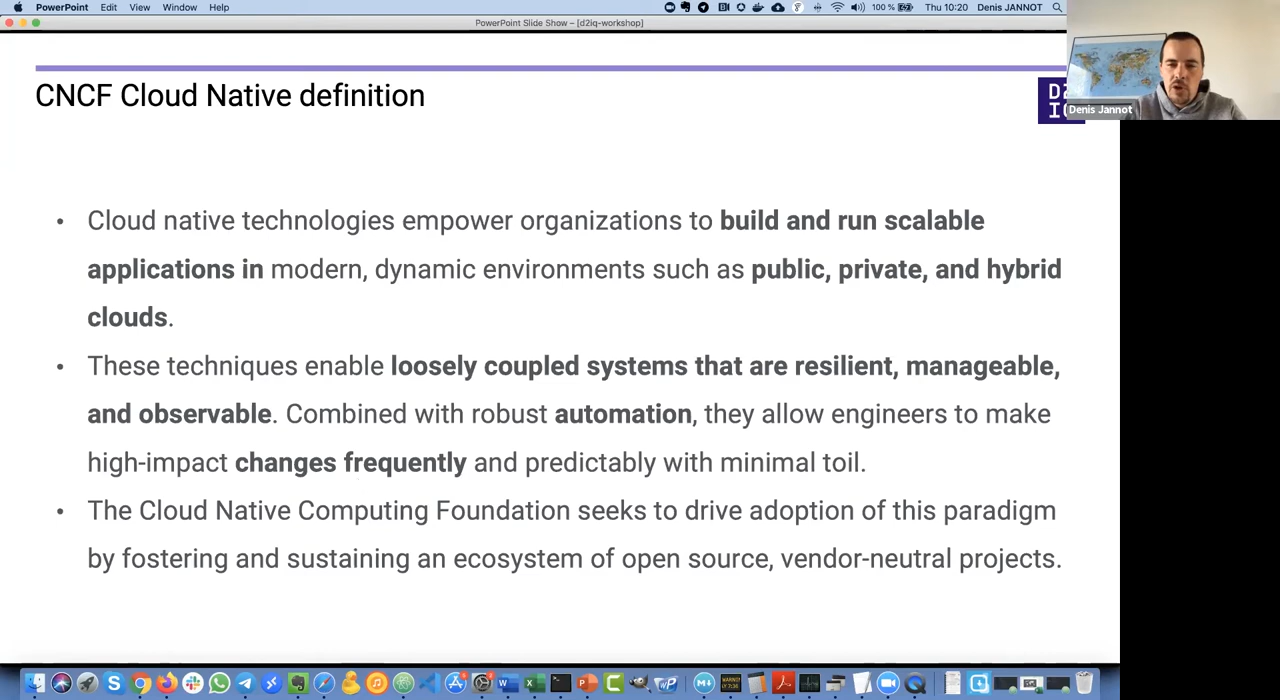 PowerPoint Edit View Window Help 100 % Thu 10:20 Denis JANNOT
PowerPoint Slide Show – [d2iq-workshop]
CNCF Cloud Native definition
Denis Jannot
• Cloud native technologies empower organizations to build and run scalable
applications in modern, dynamic environments such as public, private, and hybrid
clouds.
• These techniques enable loosely coupled systems that are resilient, manageable,
and observable. Combined with robust automation, they allow engineers to make
high-impact changes frequently and predictably with minimal toil.
• The Cloud Native Computing Foundation seeks to drive adoption of this paradigm
by fostering and sustaining an ecosystem of open source, vendor-neutral projects.